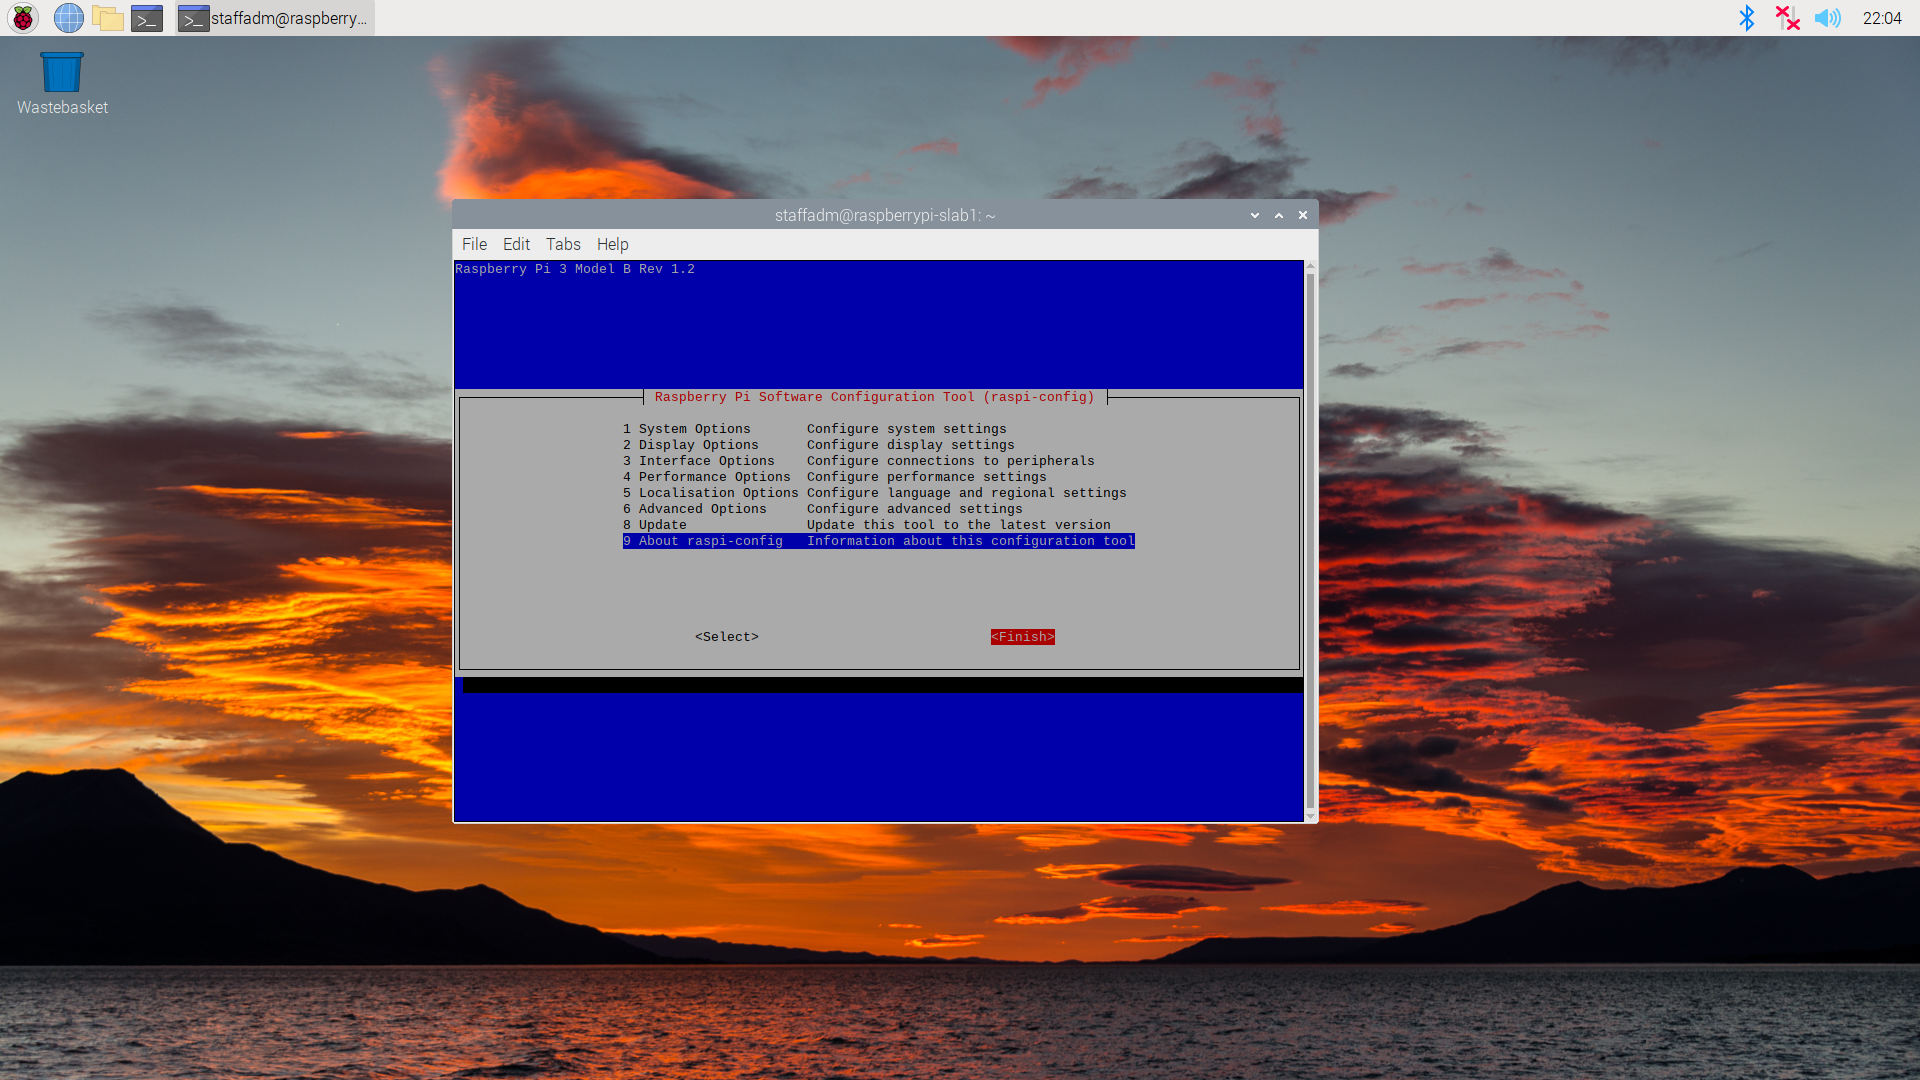 staffadm@raspberry...
22:04
Wastebasket
staffadm@raspberrypi-slab1: ~
File Edit Tabs Help
Raspberry Pi 3 Model B Rev 1.2
Raspberry Pi Software Configuration Tool (raspi-config)
1 System Options Configure system settings
2 Display Options Configure display settings
3 Interface Options Configure connections to peripherals
4 Performance Options Configure performance settings
5 Localisation Options Configure language and regional settings
6 Advanced Options Configure advanced settings
8 Update Update this tool to the latest version
9 About raspi-config Information about this configuration tool
<Select> <Finish>